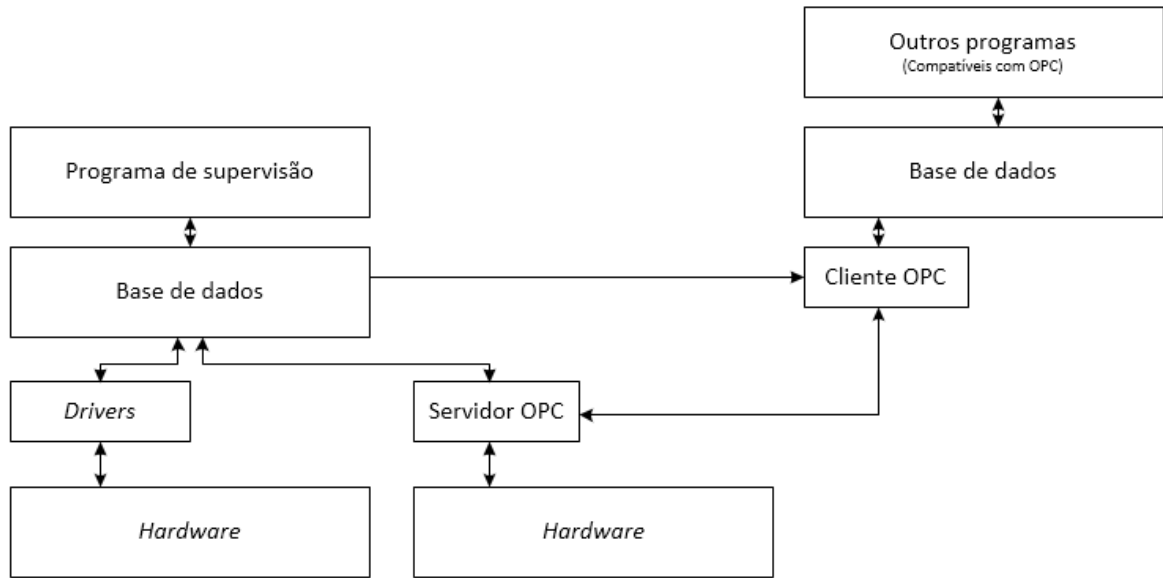 Outros programas
(Compatíveis com OPC)
Programa de supervisão
Base de dados
Base de dados
Cliente OPC
Drivers
Servidor OPC
Hardware
Hardware